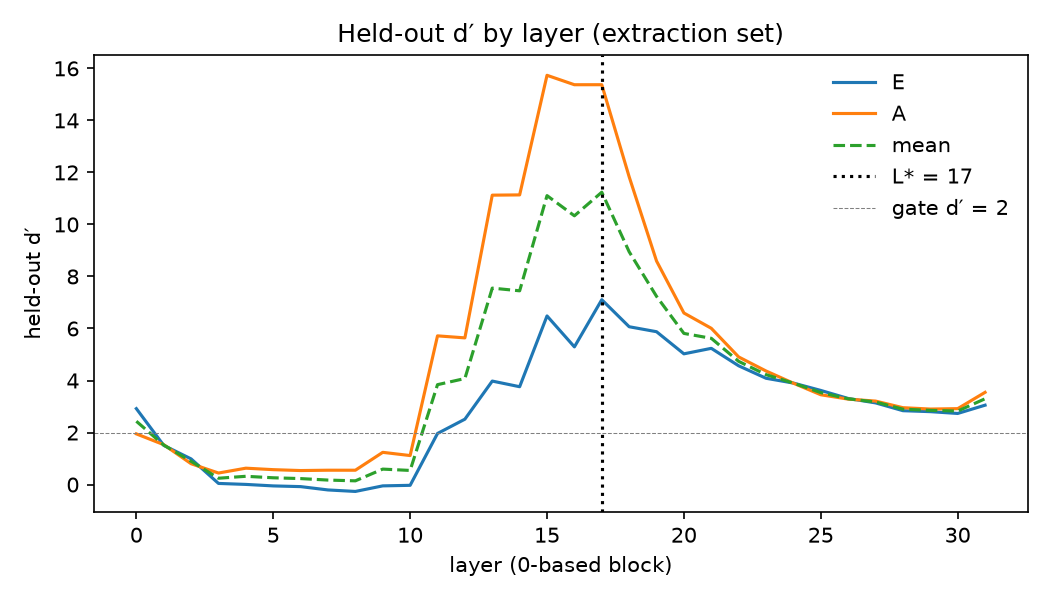 Held-out d′ by layer (extraction set)
16
14
12
10
8
6
4
2
0
held-out d′
E
A
mean
L* = 17
gate d′ = 2
0 5 10 15 20 25 30
layer (0-based block)